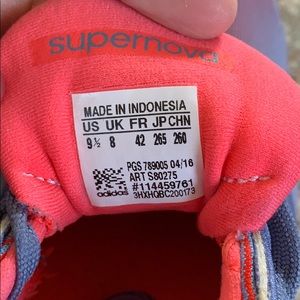 supernova
MADE IN INDONESIA
US UK FR JP CHN
9½ 8 42 265 260
PGS 789005 04/16
ART S80275
#114459761
adidas 3HXHQBC200173